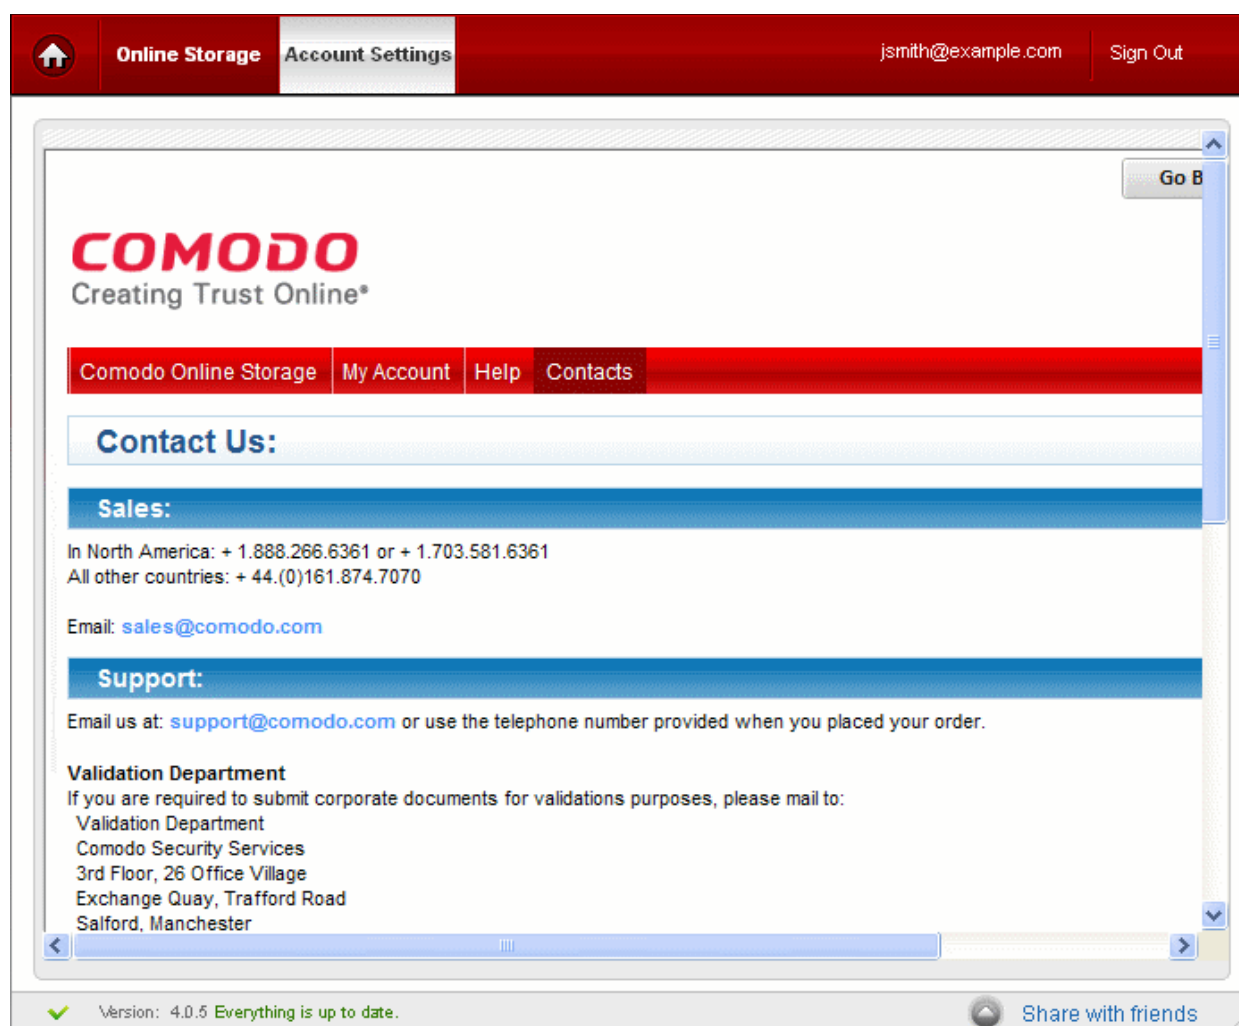 Online Storage Account Settings jsmith@example.com Sign Out
Go B
COMODO
Creating Trust Online®
Comodo Online Storage My Account Help Contacts
Contact Us:
Sales:
In North America: + 1.888.266.6361 or + 1.703.581.6361
All other countries: + 44.(0)161.874.7070
Email: sales@comodo.com
Support:
Email us at: support@comodo.com or use the telephone number provided when you placed your order.
Validation Department
If you are required to submit corporate documents for validations purposes, please mail to:
Validation Department
Comodo Security Services
3rd Floor, 26 Office Village
Exchange Quay, Trafford Road
Salford, Manchester
Version: 4.0.5 Everything is up to date. Share with friends